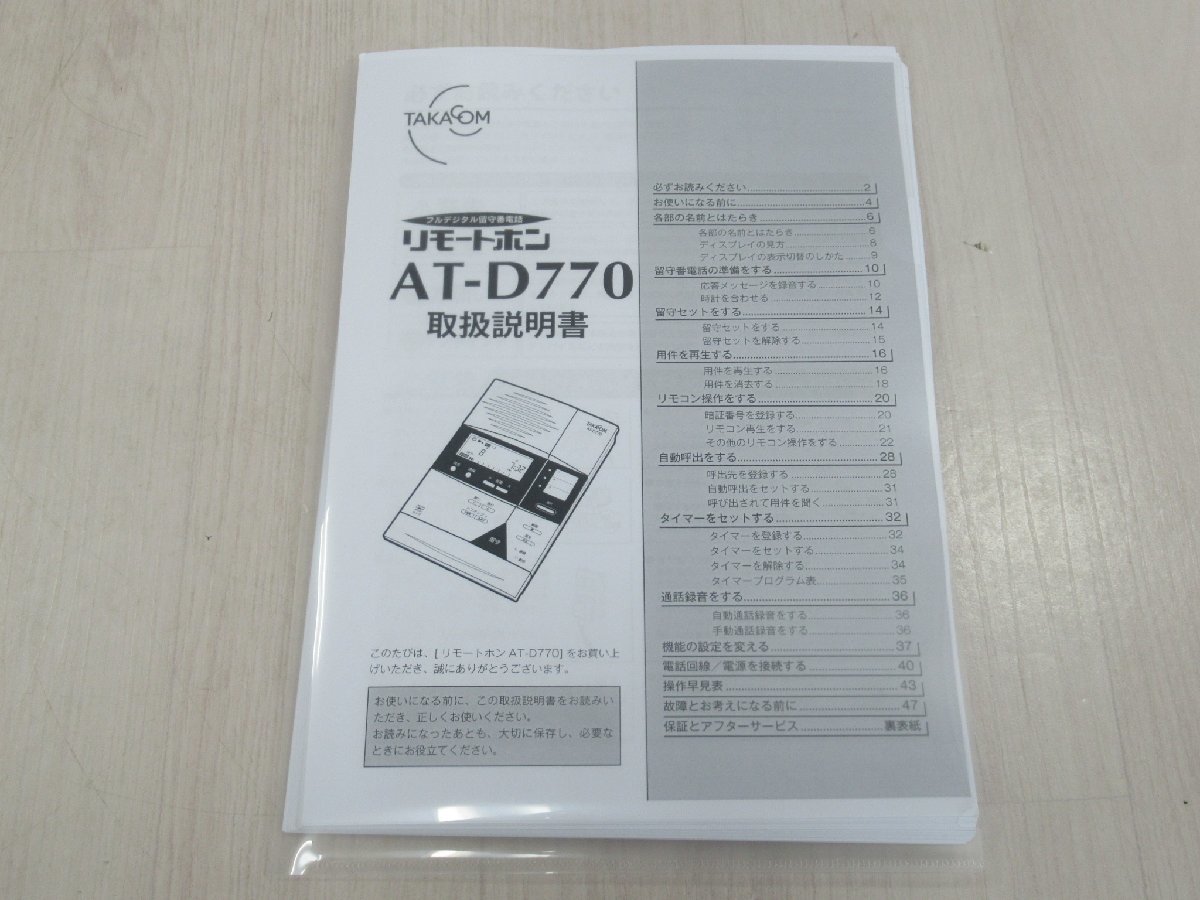 TAKACOM
フルデジタル留守番電話
リモートホン
AT-D770
取扱説明書
このたびは、[リモートホン AT-D770] をお買い上
げいただき、誠にありがとうございます。
お使いになる前に、この取扱説明書をお読みい
ただき、正しくお使いください。
お読みになったあとも、大切に保存し、必要な
ときにお役立てください。
必ずお読みください 2
お使いになる前に 4
各部の名前とはたらき 6
各部の名前とはたらき 6
ディスプレイの見方 8
ディスプレイの表示切替のしかた 9
留守番電話の準備をする 10
応答メッセージを録音する 10
時計を合わせる 12
留守セットをする 14
留守セットをする 14
留守セットを解除する 15
用件を再生する 16
用件を再生する 16
用件を消去する 18
リモコン操作をする 20
暗証番号を登録する 20
リモコン再生をする 21
その他のリモコン操作をする 22
自動呼出をする 28
呼出先を登録する 28
自動呼出をセットする 31
呼び出されて用件を聞く 31
タイマーをセットする 32
タイマーを登録する 32
タイマーをセットする 34
タイマーを解除する 34
タイマープログラム表 35
通話録音をする 36
自動通話録音をする 36
手動通話録音をする 36
機能の設定を変える 37
電話回線／電源を接続する 40
操作早見表 43
故障とお考えになる前に 47
保証とアフターサービス 裏表紙